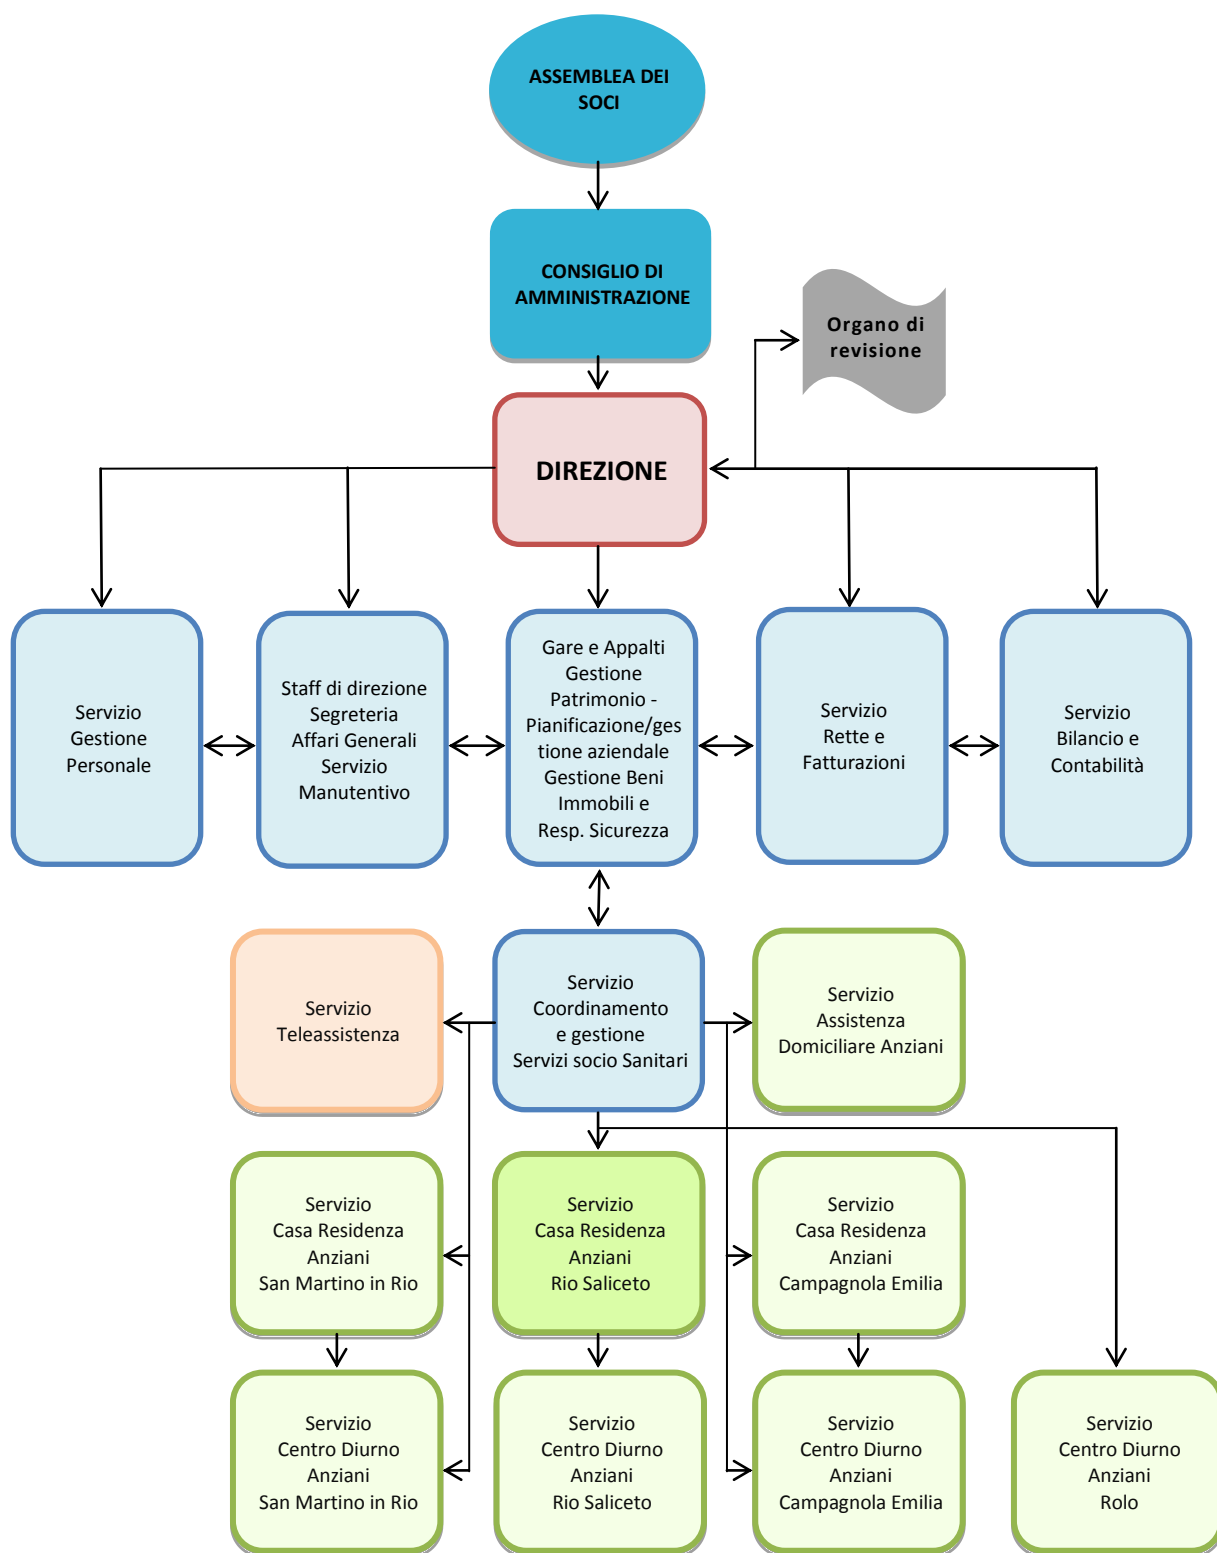 ASSEMBLEA DEI
SOCI
CONSIGLIO DI
AMMINISTRAZIONE
Organo di
revisione
DIREZIONE
Servizio
Gestione
Personale
Staff di direzione
Segreteria
Affari Generali
Servizio
Manutentivo
Gare e Appalti
Gestione
Patrimonio -
Pianificazione/ges
tione aziendale
Gestione Beni
Immobili e
Resp. Sicurezza
Servizio
Rette e
Fatturazioni
Servizio
Bilancio e
Contabilità
Servizio
Teleassistenza
Servizio
Coordinamento
e gestione
Servizi socio Sanitari
Servizio
Assistenza
Domiciliare Anziani
Servizio
Casa Residenza
Anziani
San Martino in Rio
Servizio
Casa Residenza
Anziani
Rio Saliceto
Servizio
Casa Residenza
Anziani
Campagnola Emilia
Servizio
Centro Diurno
Anziani
San Martino in Rio
Servizio
Centro Diurno
Anziani
Rio Saliceto
Servizio
Centro Diurno
Anziani
Campagnola Emilia
Servizio
Centro Diurno
Anziani
Rolo